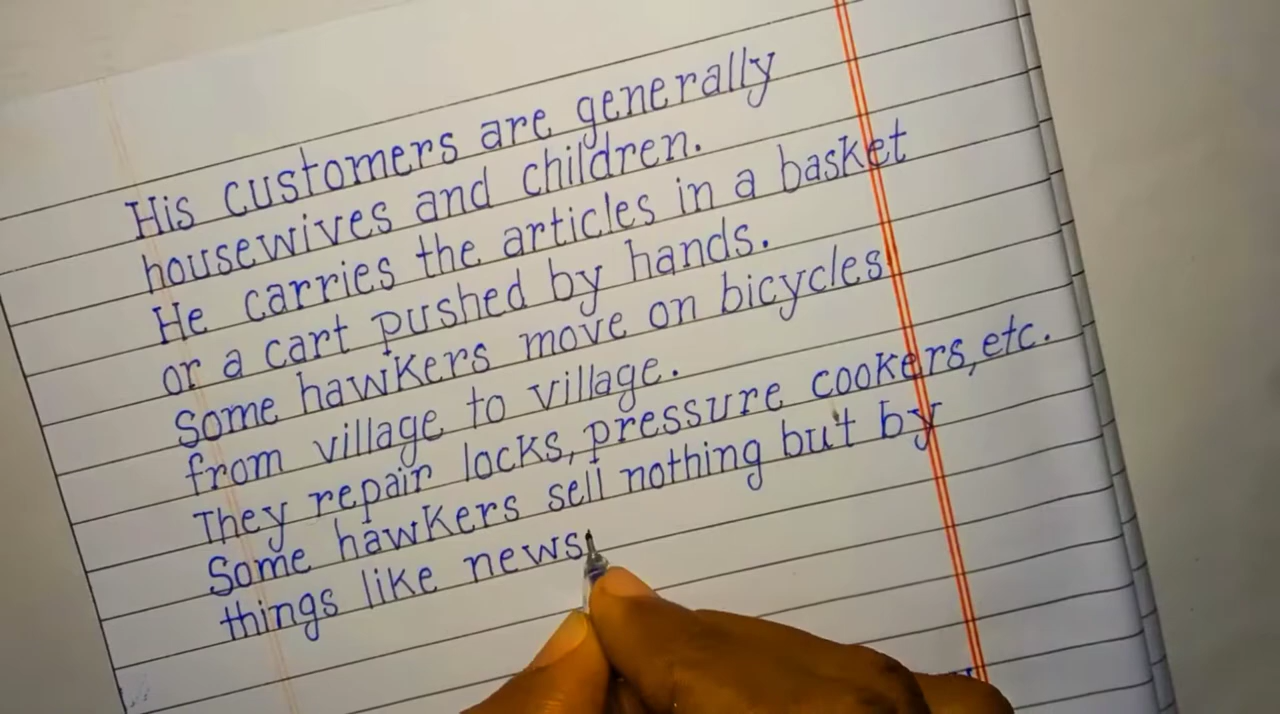 His customers are generally
housewives and children.
He carries the articles in a basket
or a cart pushed by hands.
Some hawkers move on bicycles
from village to village.
They repair locks, pressure cookers, etc.
Some hawkers sell nothing but by
things like news